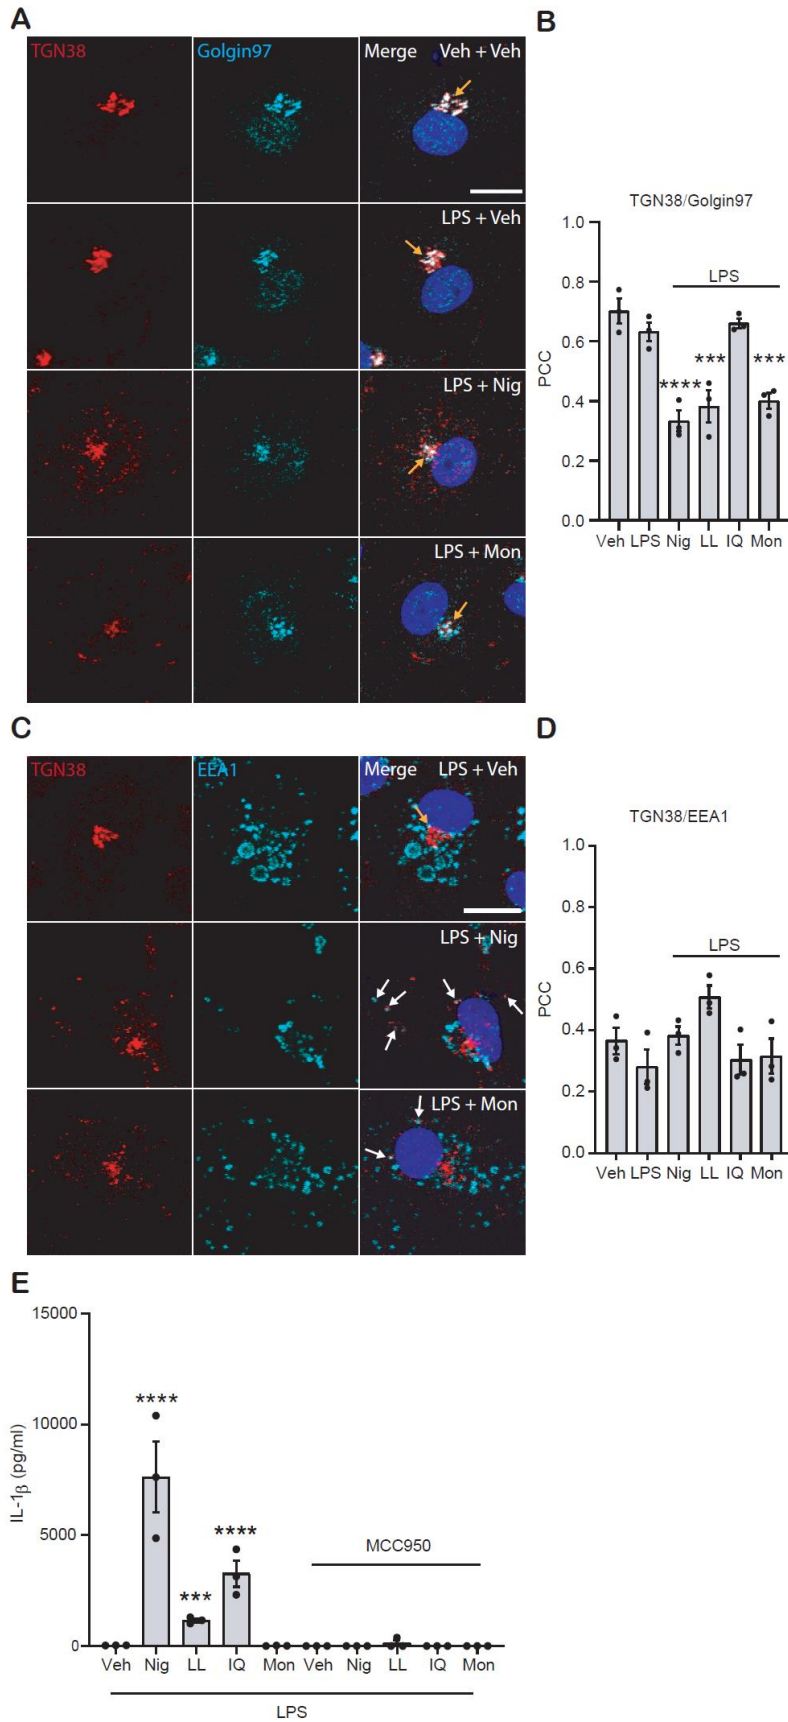 A
TGN38 Golgin97 Merge Veh + Veh
LPS + Veh
LPS + Nig
LPS + Mon
B
TGN38/Golgin97
LPS
PCC
1.0
0.8
0.6
0.4
0.2
0.0
**** *** ***
Veh LPS Nig LL IQ Mon
C
TGN38 EEA1 Merge LPS + Veh
LPS + Nig
LPS + Mon
D
TGN38/EEA1
LPS
PCC
1.0
0.8
0.6
0.4
0.2
0.0
Veh LPS Nig LL IQ Mon
E
IL-1β (pg/ml)
15000
10000
5000
0
****
***
****
MCC950
Veh Nig LL IQ Mon Veh Nig LL IQ Mon
LPS